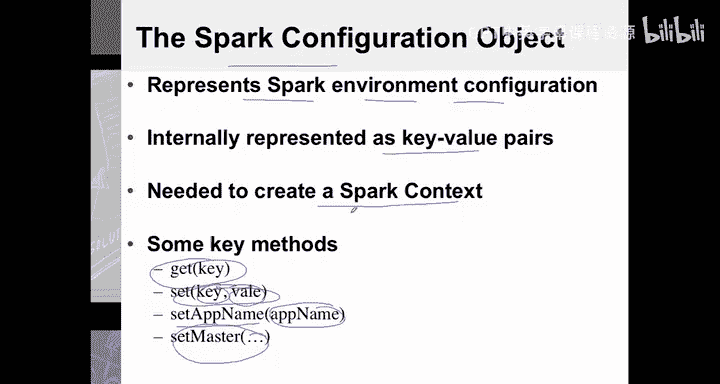 The Spark Configuration Object
bilibili
• Represents Spark environment configuration
• Internally represented as key-value pairs
• Needed to create a Spark Context
• Some key methods
– get(key)
– set(key, vale)
– setAppName(appName)
– setMaster(…)